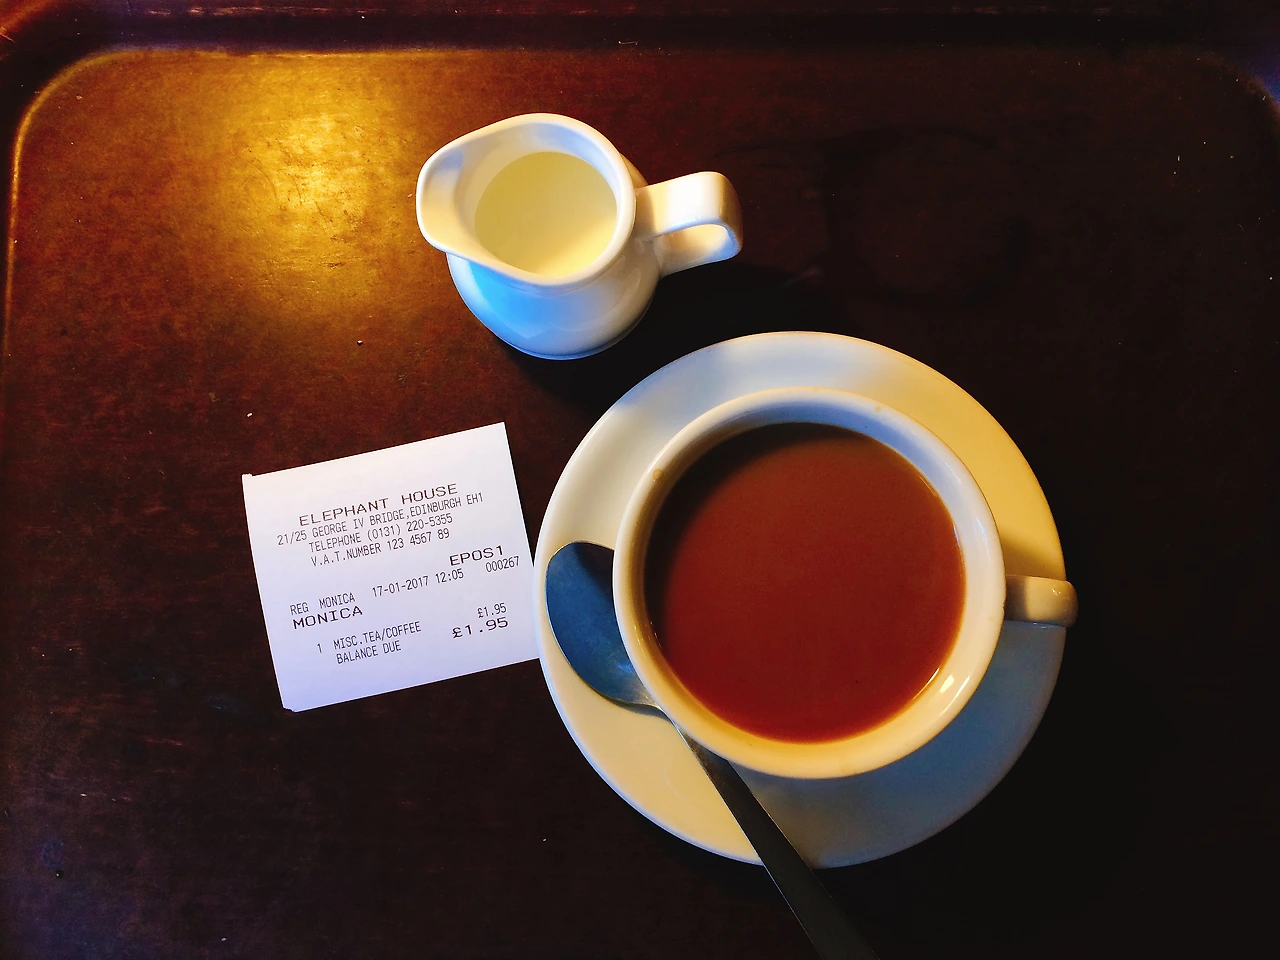 ELEPHANT HOUSE
21/25 GEORGE IV BRIDGE,EDINBURGH EH1
TELEPHONE (0131) 220-5355
V.A.T.NUMBER 123 4567 89
EPOS1
REG MONICA 17-01-2017 12:05 000267
MONICA
1 MISC.TEA/COFFEE £1.95
BALANCE DUE £1.95